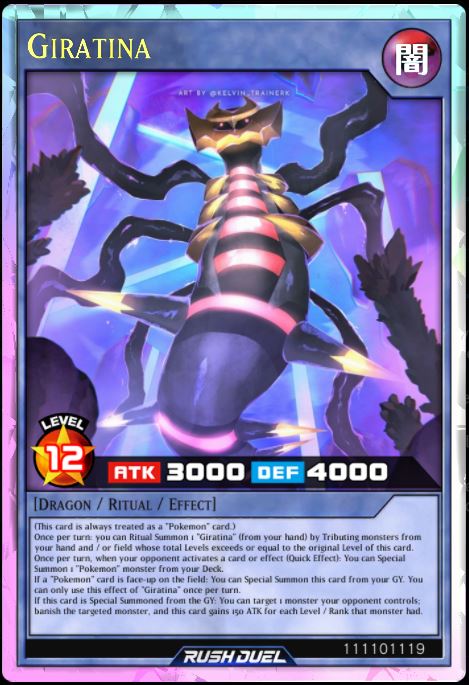 GIRATINA
闇
ART BY @KELVIN_TRAINERK
LEVEL
12
ATK 3000 DEF 4000
[DRAGON / RITUAL / EFFECT]
(This card is always treated as a "Pokemon" card.)
Once per turn: you can Ritual Summon 1 "Giratina" (from your hand) by Tributing monsters from
your hand and / or field whose total Levels exceeds or equal to the original Level of this card.
Once per turn, when your opponent activates a card or effect (Quick Effect): You can Special
Summon 1 "Pokemon" monster from your Deck.
If a "Pokemon" card is face-up on the field: You can Special Summon this card from your GY. You
can only use this effect of "Giratina" once per turn.
If this card is Special Summoned from the GY: You can target 1 monster your opponent controls;
banish the targeted monster, and this card gains 150 ATK for each Level / Rank that monster had.
111101119
RUSH DUEL